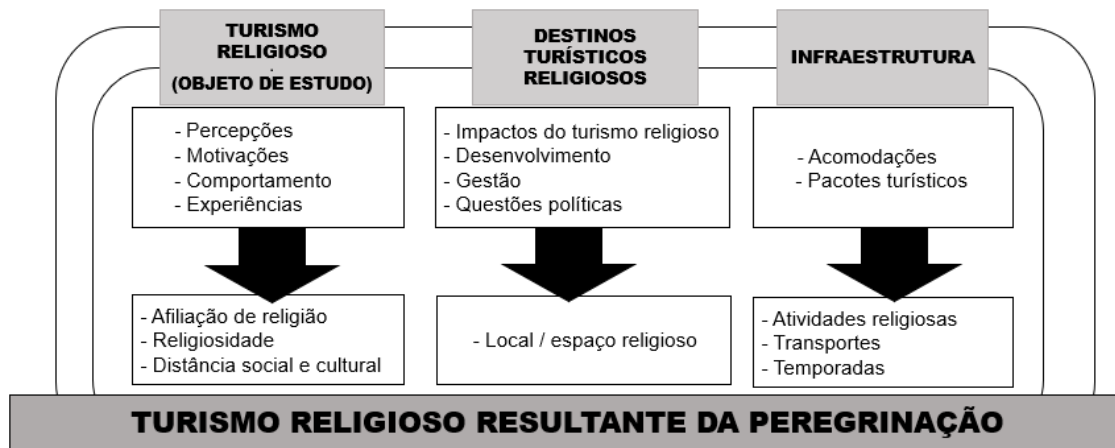 TURISMO
RELIGIOSO
.
(OBJETO DE ESTUDO)
- Percepções
- Motivações
- Comportamento
- Experiências
- Afiliação de religião
- Religiosidade
- Distância social e cultural
DESTINOS
TURÍSTICOS
RELIGIOSOS
- Impactos do turismo religioso
- Desenvolvimento
- Gestão
- Questões políticas
- Local / espaço religioso
INFRAESTRUTURA
- Acomodações
- Pacotes turísticos
- Atividades religiosas
- Transportes
- Temporadas
TURISMO RELIGIOSO RESULTANTE DA PEREGRINAÇÃO